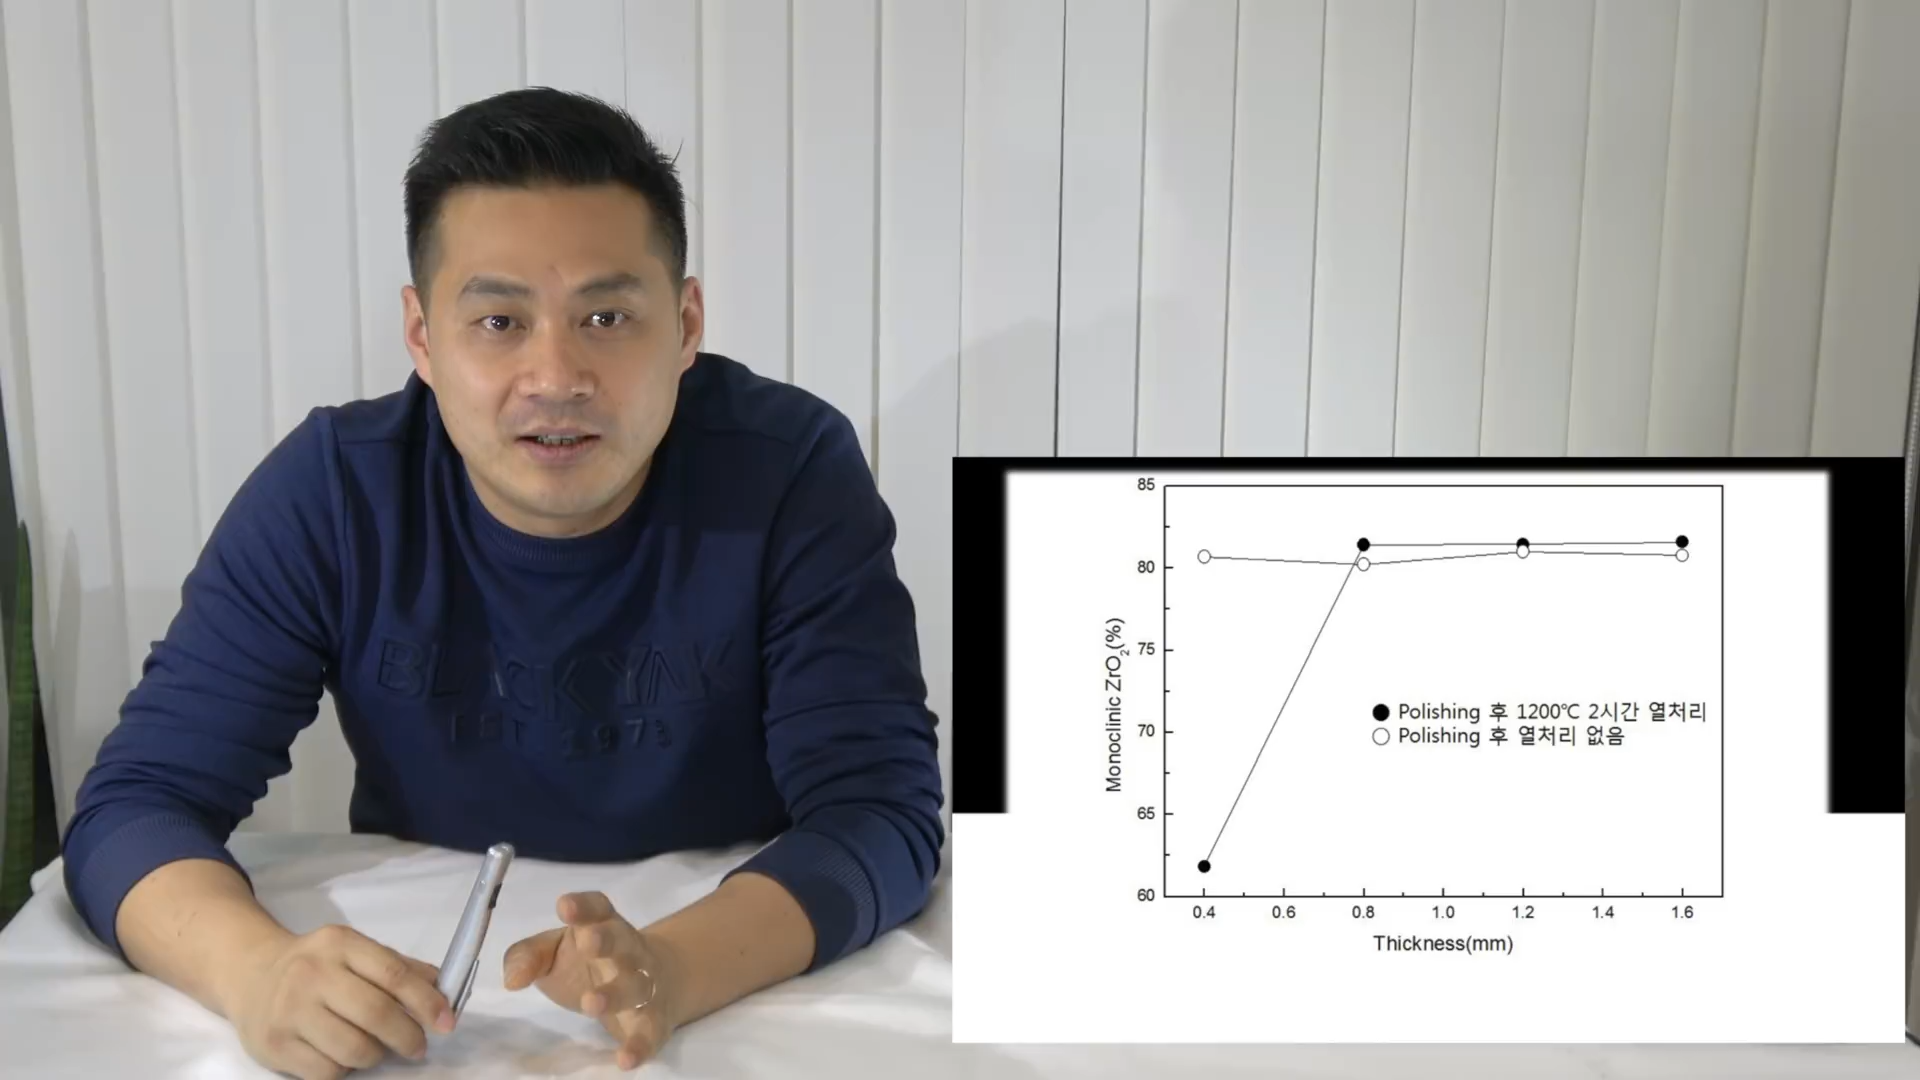 BLACKYAK
EST. 1973
85
80
75
70
65
60
Monoclinic ZrO₂(%)
Polishing 후 1200℃ 2시간 열처리
Polishing 후 열처리 없음
0.4 0.6 0.8 1.0 1.2 1.4 1.6
Thickness(mm)